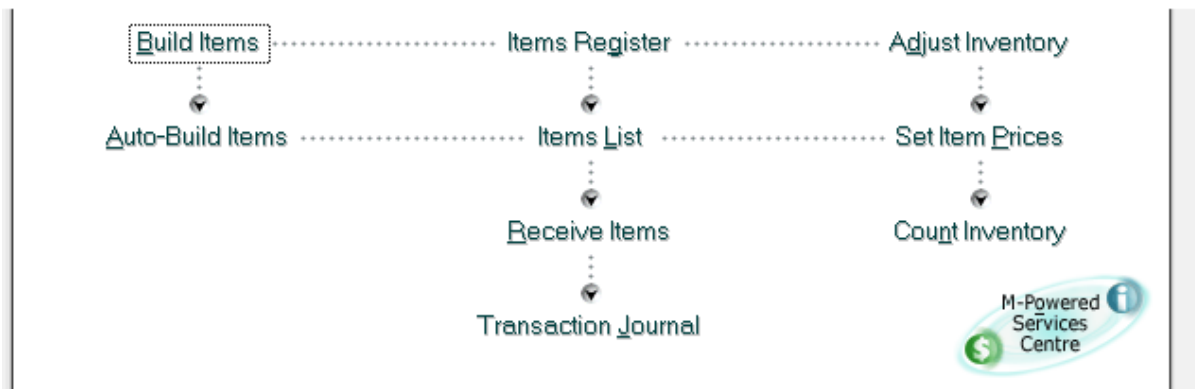 Build Items Items Register Adjust Inventory
Auto-Build Items Items List Set Item Prices
Receive Items Count Inventory
Transaction Journal
M-Powered
Services
Centre